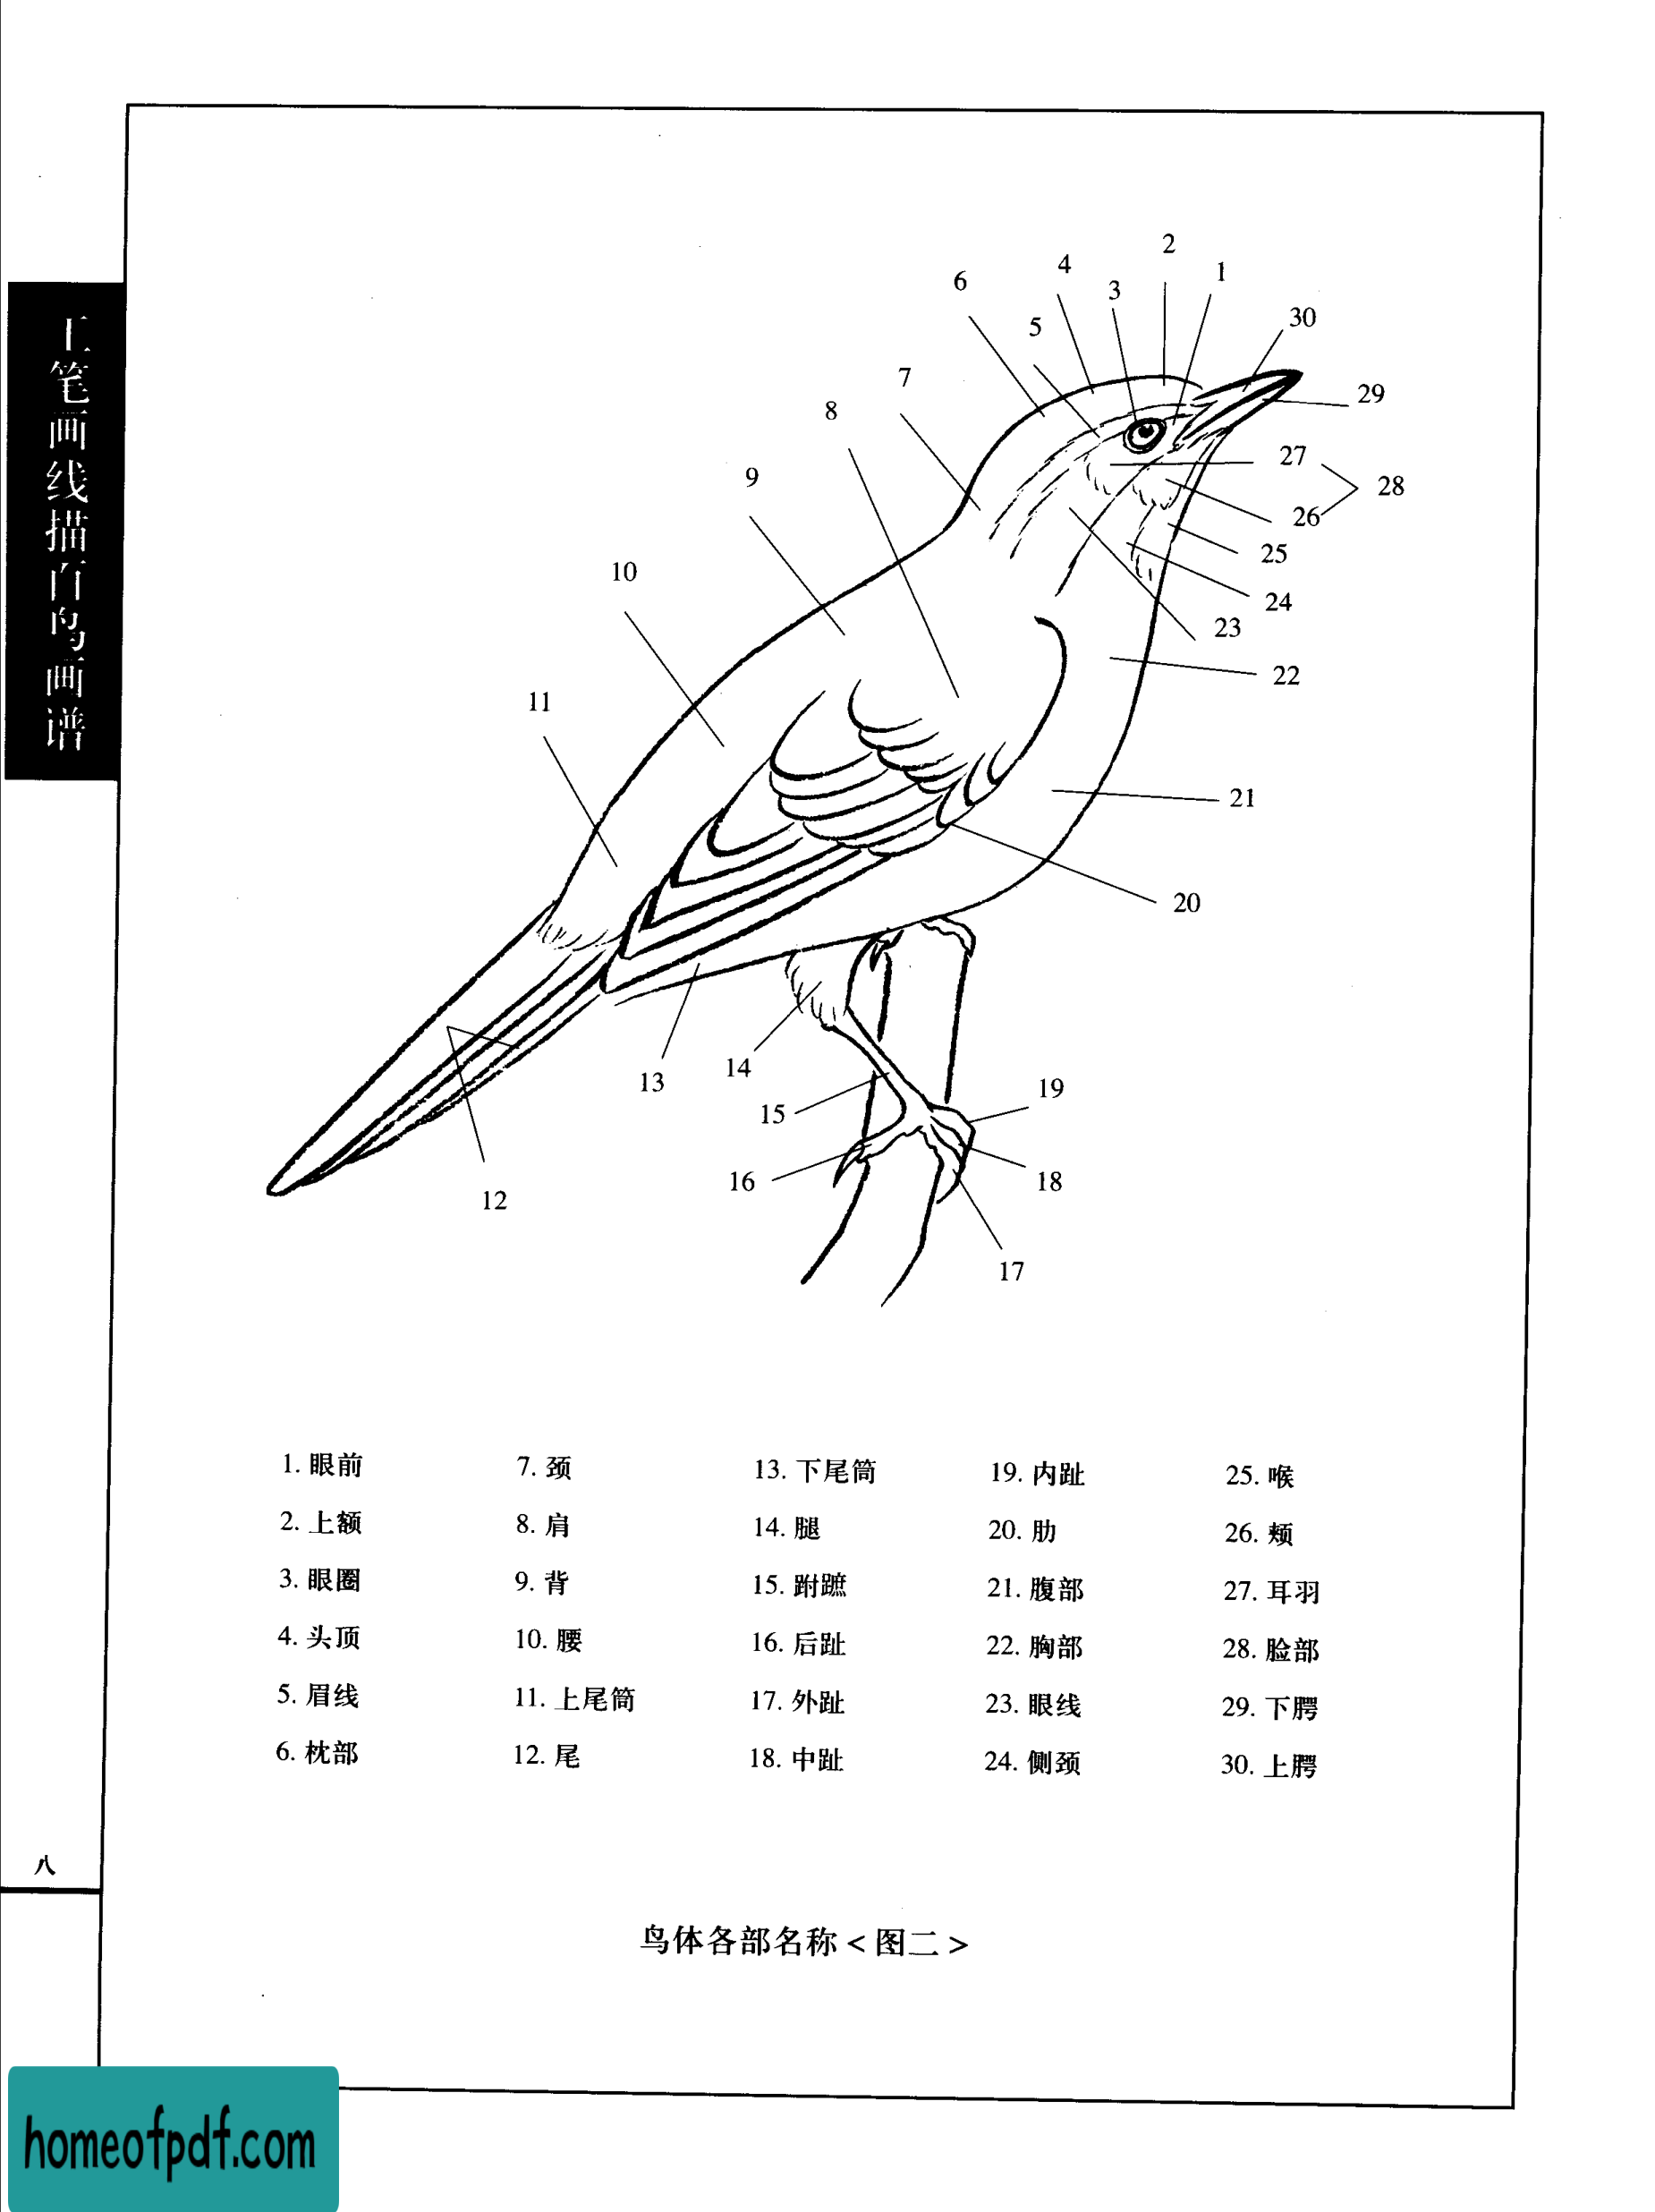 工笔画线描百鸟画谱
2
4
1
6
3
30
5
7
29
8
27
9
28
26
25
10
24
23
22
11
21
20
14
13
19
15
16
18
12
17
1. 眼前
2. 上额
3. 眼圈
4. 头顶
5. 眉线
6. 枕部
7. 颈
8. 肩
9. 背
10. 腰
11. 上尾筒
12. 尾
13. 下尾筒
14. 腿
15. 跗蹠
16. 后趾
17. 外趾
18. 中趾
19. 内趾
20. 肋
21. 腹部
22. 胸部
23. 眼线
24. 侧颈
25. 喉
26. 颊
27. 耳羽
28. 脸部
29. 下腭
30. 上腭
八
鸟体各部名称<图二>
homeofpdf.com